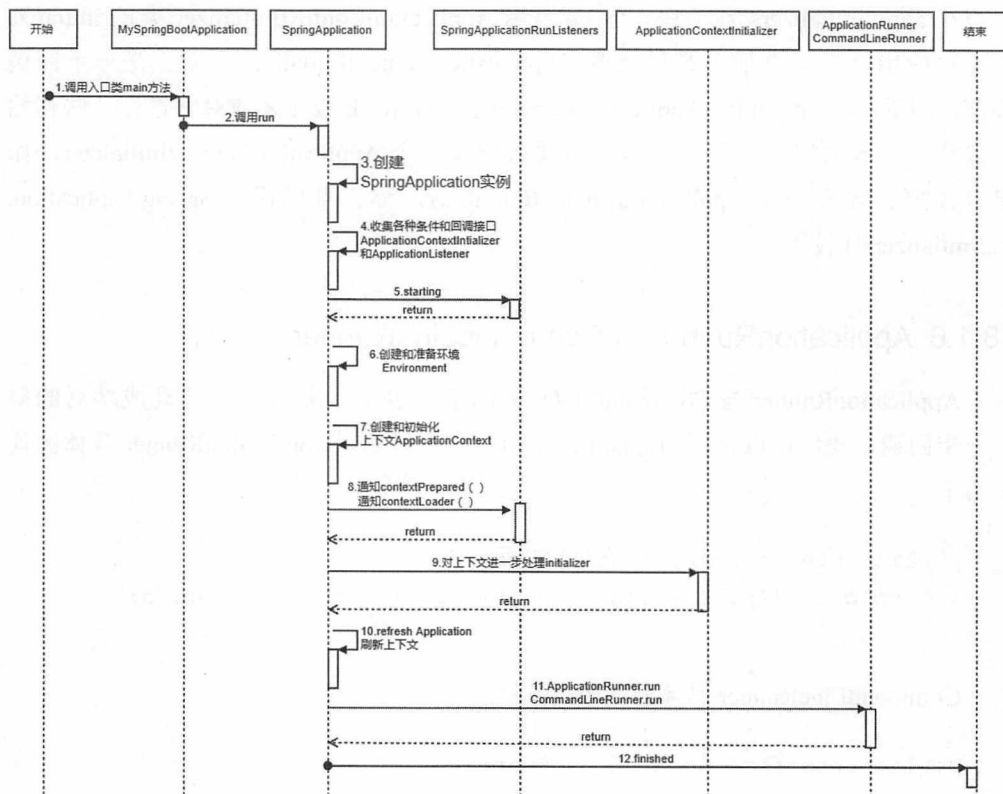 开始
MySpringBootApplication
SpringApplication
SpringApplicationRunListeners
ApplicationContextInitializer
ApplicationRunner
CommandLineRunner
结束
1.调用入口类main方法
2.调用run
3.创建
SpringApplication实例
4.收集各种条件和回调接口
ApplicationContextIntializer
和ApplicationListener
5.starting
return
6.创建和准备环境
Environment
7.创建和初始化
上下文ApplicationContext
8.通知contextPrepared（ ）
通知contextLoader（ ）
return
9.对上下文进一步处理initializer
return
10.refresh Application
刷新上下文
11.ApplicationRunner.run
CommandLineRunner.run
return
12.finished